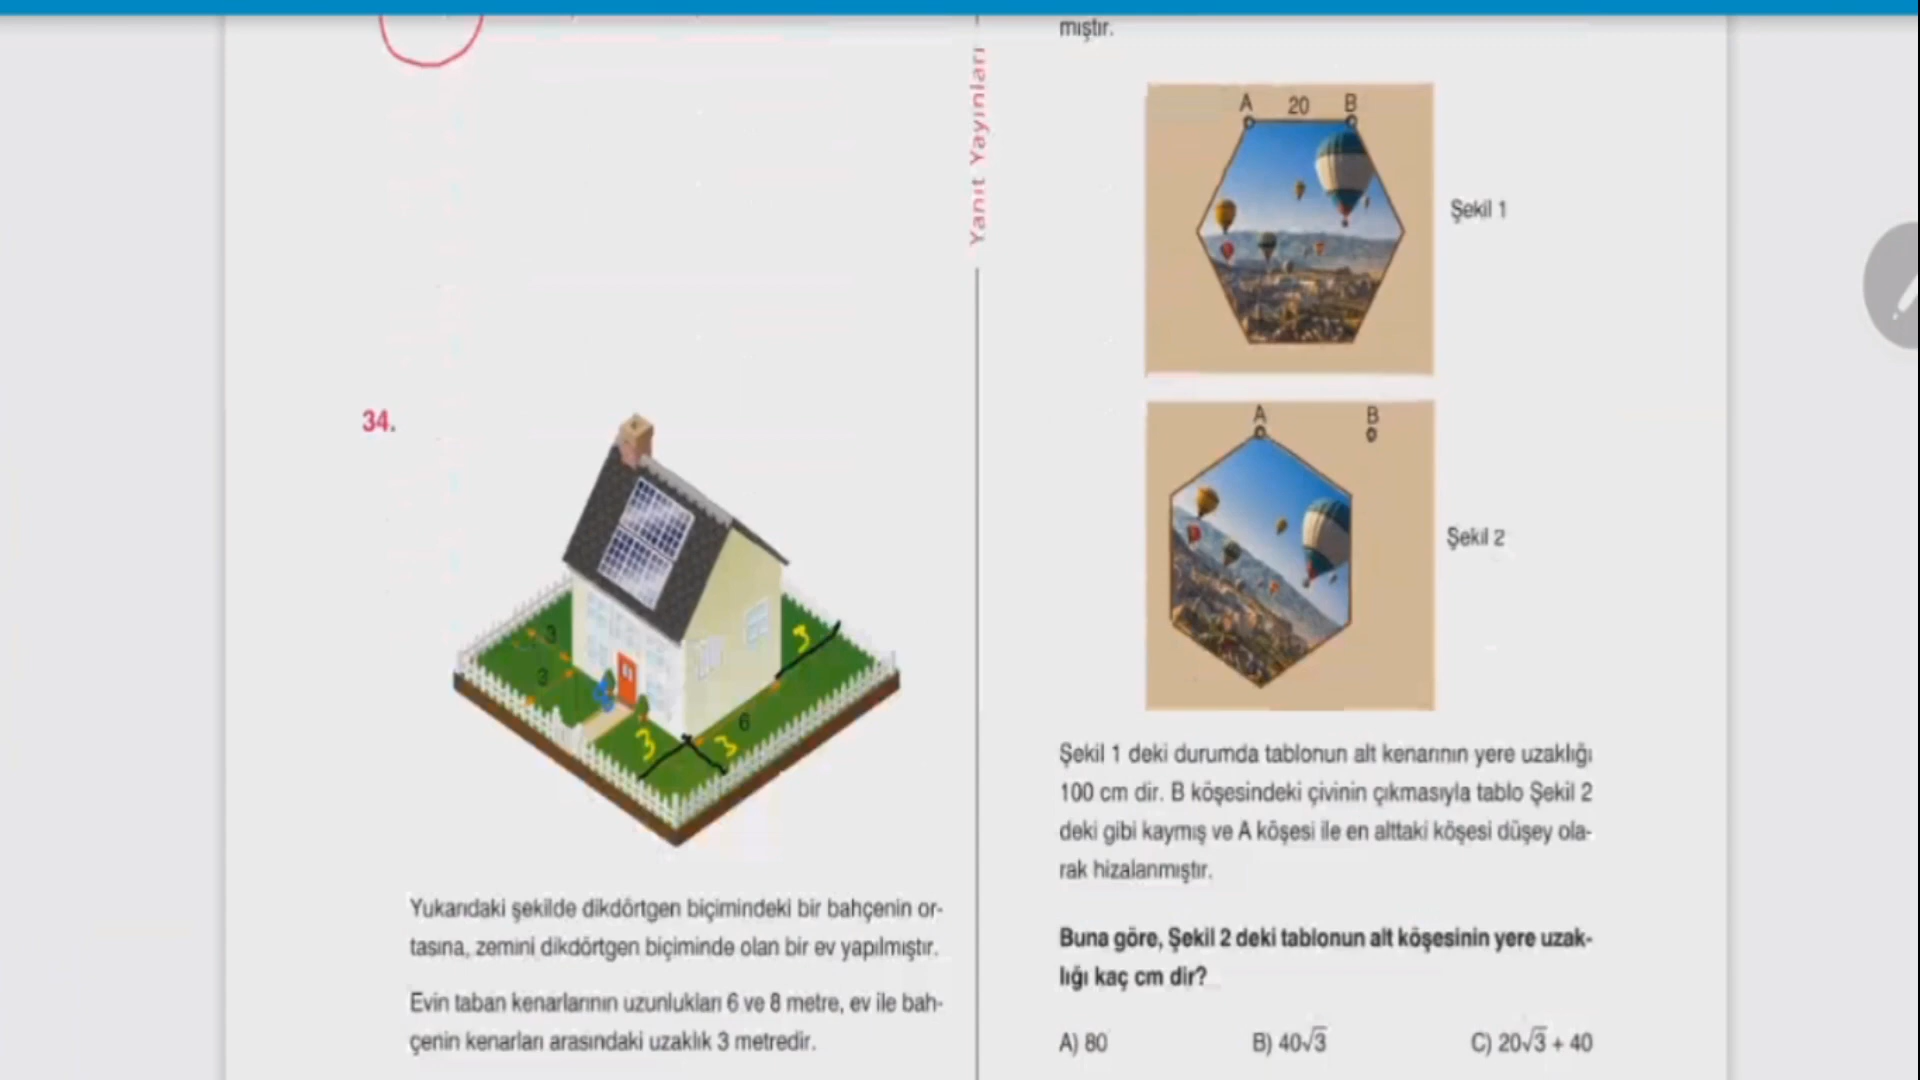 34.
3
3
3
3
3
6
Yukarıdaki şekilde dikdörtgen biçimindeki bir bahçenin or-
tasına, zemini dikdörtgen biçiminde olan bir ev yapılmıştır.
Evin taban kenarlarının uzunlukları 6 ve 8 metre, ev ile bah-
çenin kenarları arasındaki uzaklık 3 metredir.
Yanıt Yayınları
mıştır.
A 20 B
Şekil 1
A B
Şekil 2
Şekil 1 deki durumda tablonun alt kenarının yere uzaklığı
100 cm dir. B köşesindeki çivinin çıkmasıyla tablo Şekil 2
deki gibi kaymış ve A köşesi ile en alttaki köşesi düşey ola-
rak hizalanmıştır.
Buna göre, Şekil 2 deki tablonun alt köşesinin yere uzak-
lığı kaç cm dir?
A) 80 B) 40√3 C) 20√3 + 40